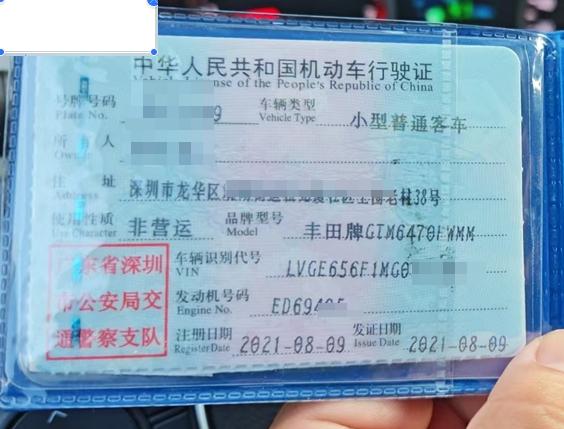 中华人民共和国机动车行驶证
Vehicle License of the People's Republic of China
号牌号码 9 车辆类型 小型普通客车
Plate No. Vehicle Type
所有人
Owner
住址 深圳市龙华区 老村38号
Address
使用性质 非营运 品牌型号 丰田牌GTM6470FWMM
Use Character Model
广东省深圳 车辆识别代号 LVGE656F1MG0
VIN
市公安局交 发动机号码 ED69
Engine No.
通警察支队 注册日期 2021-08-09 发证日期 2021-08-09
Register Date Issue Date